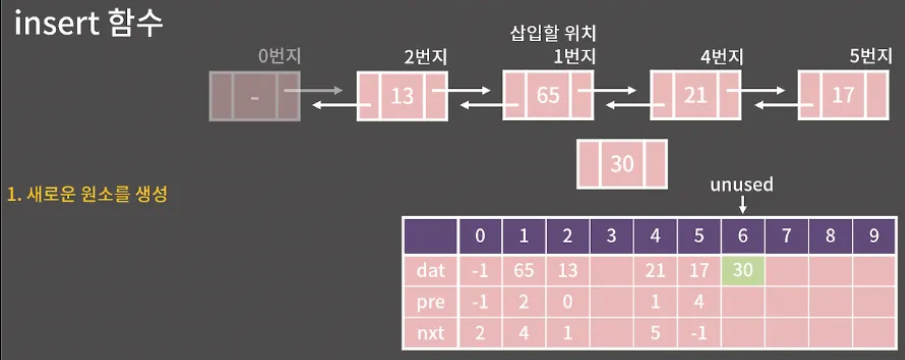 insert 함수
삽입할 위치
0번지 2번지 1번지 4번지 5번지
- 13 65 21 17
30
1. 새로운 원소를 생성
unused
0 1 2 3 4 5 6 7 8 9
dat -1 65 13 21 17 30
pre -1 2 0 1 4
nxt 2 4 1 5 -1